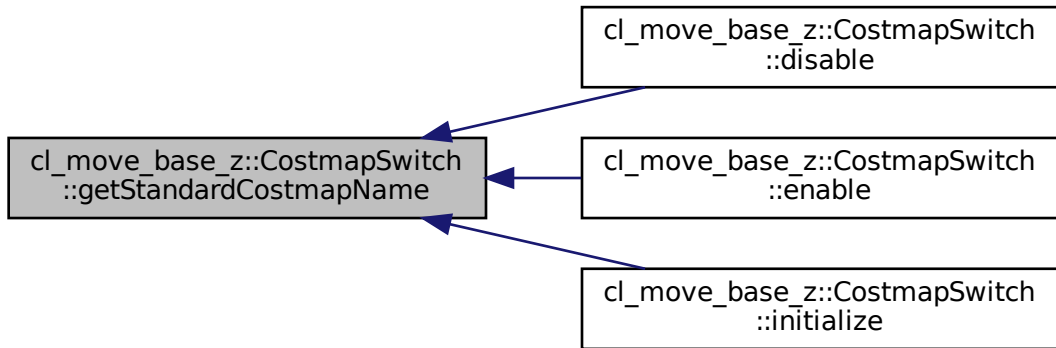 cl_move_base_z::CostmapSwitch
::disable
cl_move_base_z::CostmapSwitch
::getStandardCostmapName
cl_move_base_z::CostmapSwitch
::enable
cl_move_base_z::CostmapSwitch
::initialize